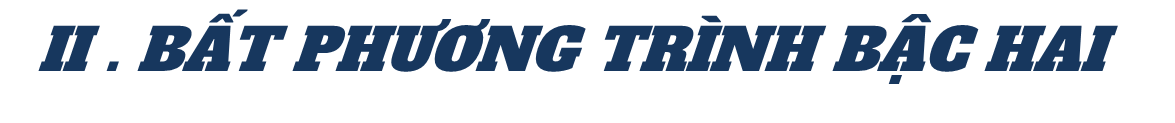 II . BẤT PHƯƠNG TRÌNH BẬC HAI